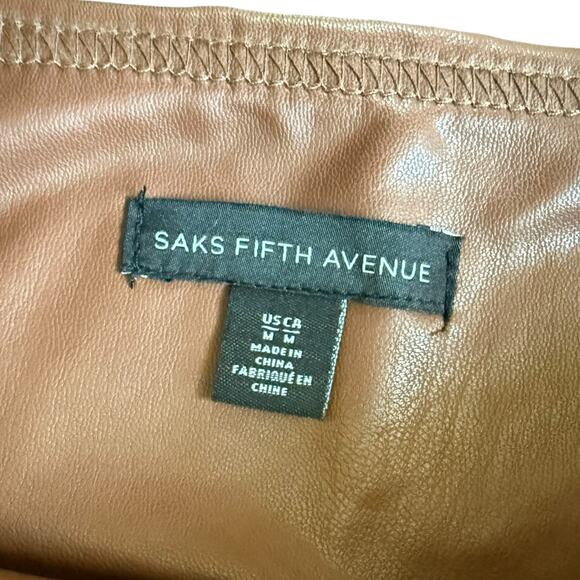 SAKS FIFTH AVENUE
US CA
M M
MADE IN
CHINA
FABRIQUÉ EN
CHINE